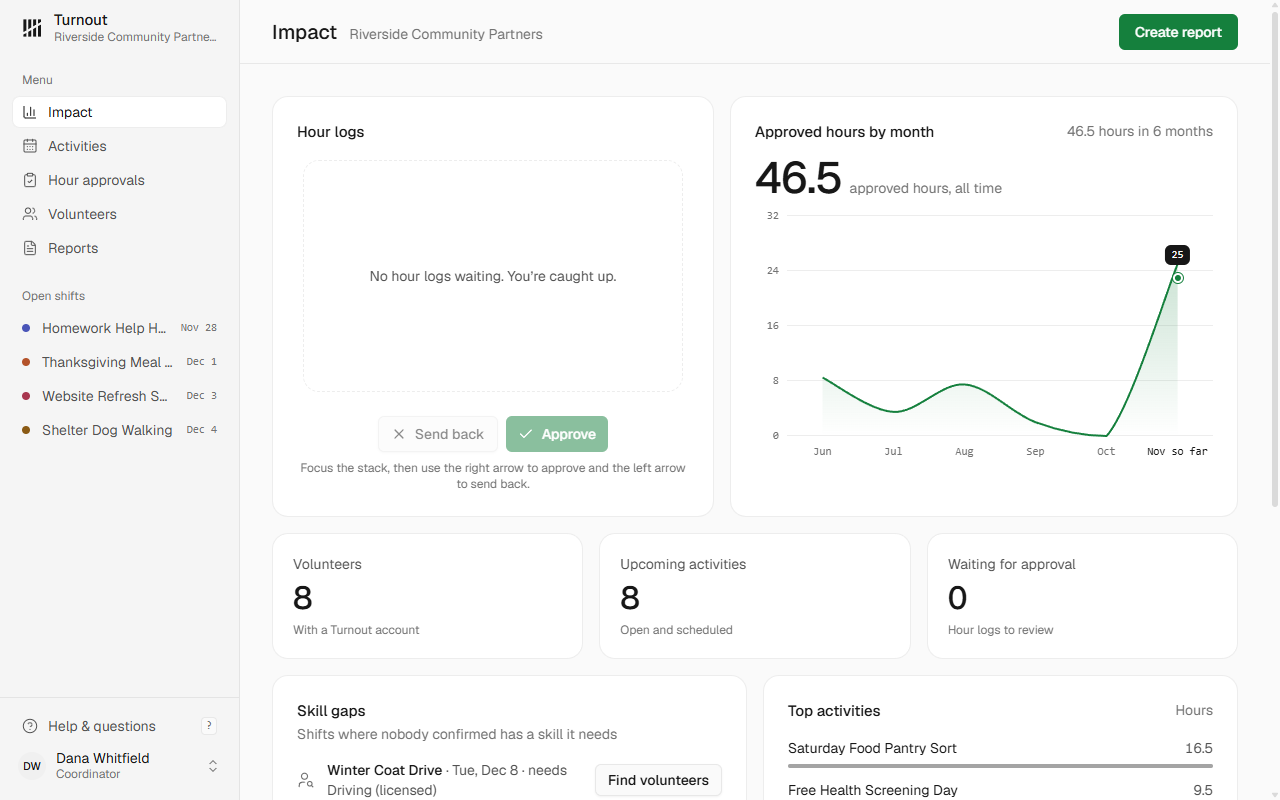 Turnout
Riverside Community Partne…
Menu
Impact
Activities
Hour approvals
Volunteers
Reports
Open shifts
Homework Help H… Nov 28
Thanksgiving Meal … Dec 1
Website Refresh S… Dec 3
Shelter Dog Walking Dec 4
Help & questions ?
DW Dana Whitfield
Coordinator
Impact Riverside Community Partners
Create report
Hour logs
No hour logs waiting. You're caught up.
Send back Approve
Focus the stack, then use the right arrow to approve and the left arrow
to send back.
Approved hours by month 46.5 hours in 6 months
46.5 approved hours, all time
32
25
24
16
8
0
Jun Jul Aug Sep Oct Nov so far
Volunteers
8
With a Turnout account
Upcoming activities
8
Open and scheduled
Waiting for approval
0
Hour logs to review
Skill gaps
Shifts where nobody confirmed has a skill it needs
Winter Coat Drive · Tue, Dec 8 · needs
Driving (licensed)
Find volunteers
Top activities Hours
Saturday Food Pantry Sort 16.5
Free Health Screening Day 9.5